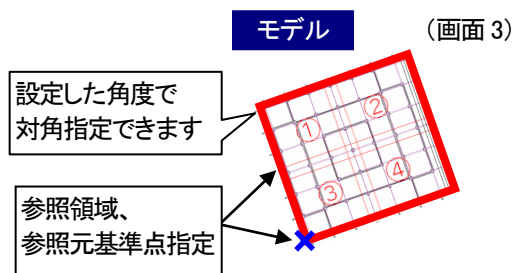 モデル
(画面 3)
設定した角度で
対角指定できます
①
②
③
④
参照領域、
参照元基準点指定